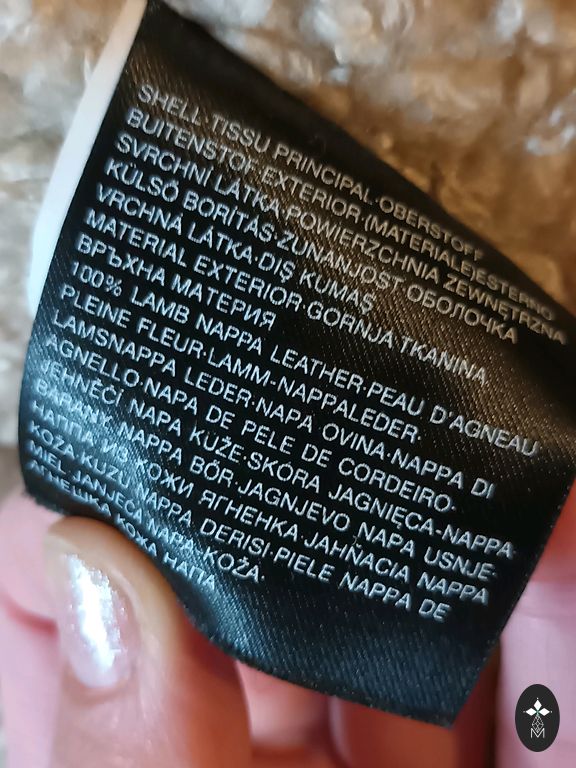 SHELL·TISSU PRINCIPAL·OBERSTOFF
BUITENSTOF·EXTERIOR·(MATERIALE)ESTERNO
SVRCHNÍ LÁTKA·POWIERZCHNIA ZEWNĘTRZNA
KÜLSŐ BORÍTÁS·ZUNANJOST·ОБОЛОЧКА
VRCHNÁ LÁTKA·DIŞ KUMAŞ
MATERIAL EXTERIOR·GORNJA TKANINA
ВРЪХНА МАТЕРИЯ
100% LAMB NAPPA LEATHER·PEAU D'AGNEAU
PLEINE FLEUR·LAMM-NAPPALEDER·
LAMSNAPPA LEDER·NAPA OVINA·NAPPA DI
AGNELLO·NAPA DE PELE DE CORDEIRO·
JEHNĚČÍ NAPA KŮŽE·SKÓRA JAGNIĘCA·NAPPA
BÁRÁNY NAPPA BŐR·JAGNJEVO NAPA USNJE·
НАППА ИЗ КОЖИ ЯГНЕНКА·JAHŇACIA NAPPA
KOŽA·KUZU NAPPA DERISI·PIELE NAPPA DE
MIEL·JANJEĆI NAPA KOŽA·
АГНЕШКА КОЖА НАПА
M